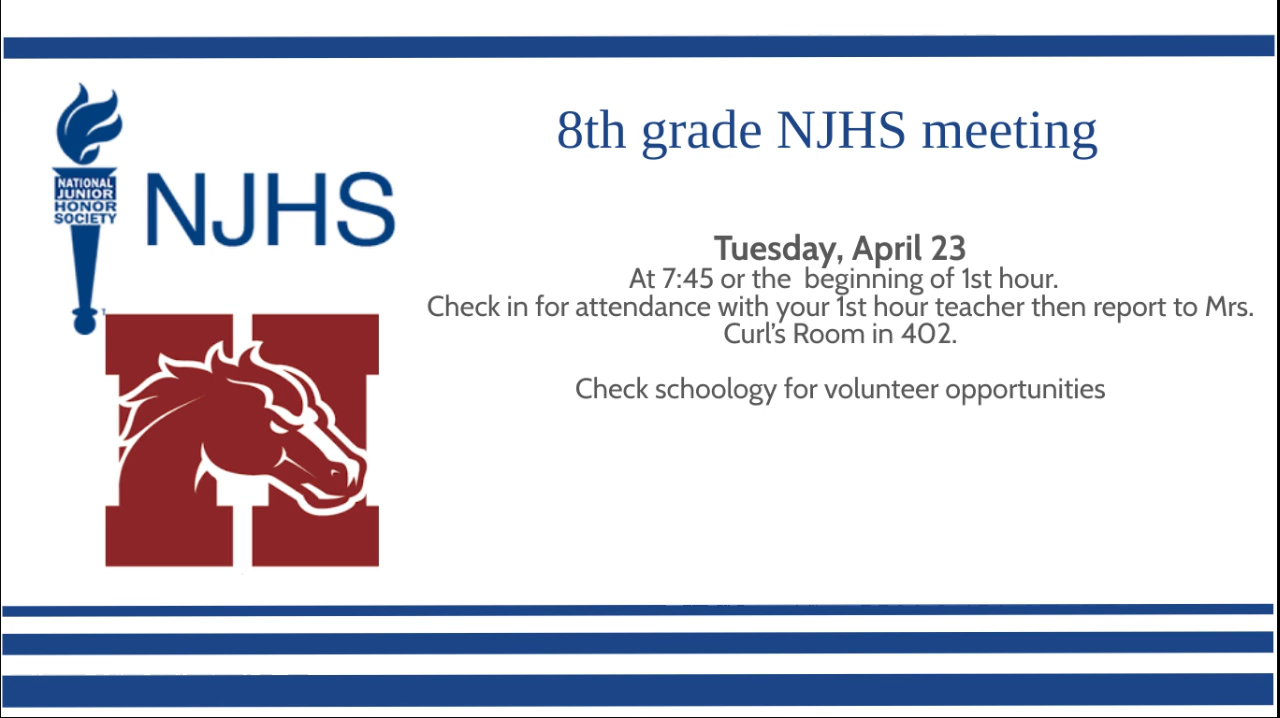 8th grade NJHS meeting
NATIONAL
JUNIOR
HONOR
SOCIETY
NJHS
Tuesday, April 23
At 7:45 or the  beginning of 1st hour.
Check in for attendance with your 1st hour teacher then report to Mrs.
Curl's Room in 402.
Check schoology for volunteer opportunities